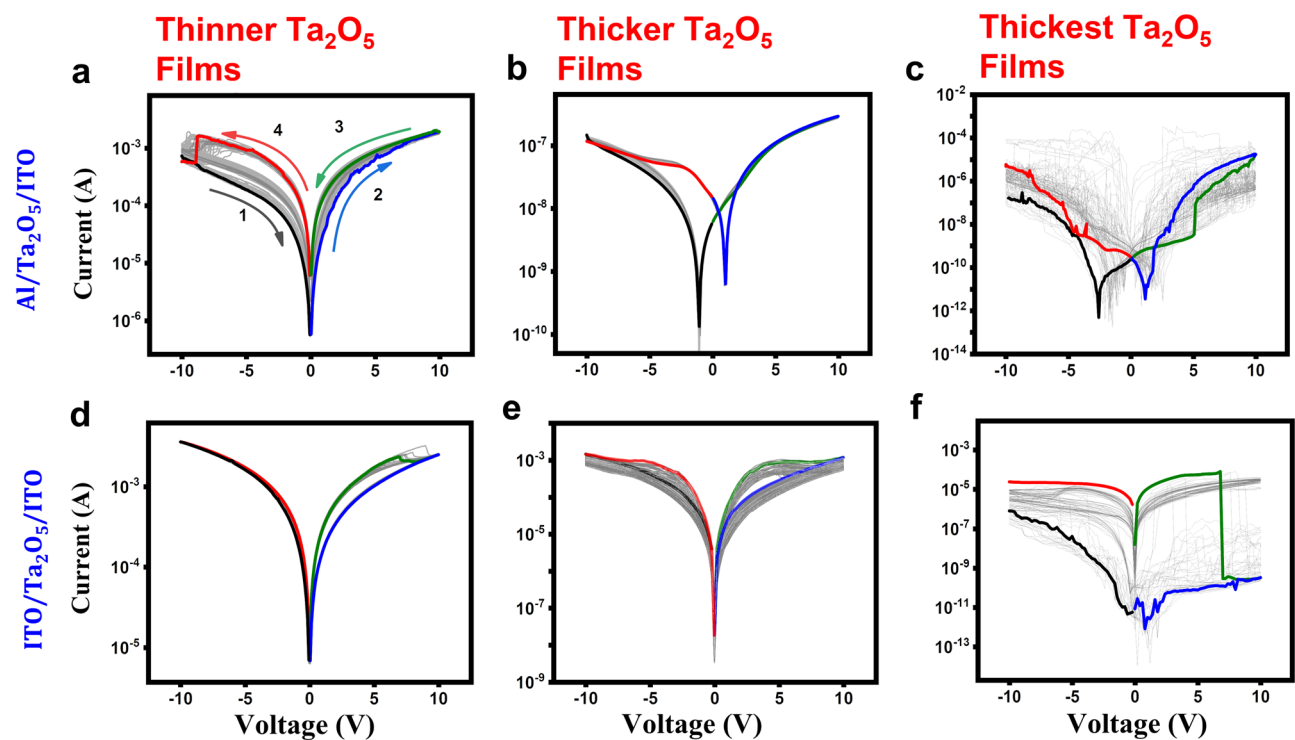 Thinner Ta₂O₅
Films
Thicker Ta₂O₅
Films
Thickest Ta₂O₅
Films
Al/Ta₂O₅/ITO
ITO/Ta₂O₅/ITO
a
Current (A)
10⁻³
10⁻⁴
10⁻⁵
10⁻⁶
-10 -5 0 5 10
1
2
3
4
b
10⁻⁷
10⁻⁸
10⁻⁹
10⁻¹⁰
-10 -5 0 5 10
c
10⁻²
10⁻⁴
10⁻⁶
10⁻⁸
10⁻¹⁰
10⁻¹²
10⁻¹⁴
-10 -5 0 5 10
d
Current (A)
10⁻³
10⁻⁴
10⁻⁵
-10 -5 0 5 10
Voltage (V)
e
10⁻¹
10⁻³
10⁻⁵
10⁻⁷
10⁻⁹
-10 -5 0 5 10
Voltage (V)
f
10⁻³
10⁻⁵
10⁻⁷
10⁻⁹
10⁻¹¹
10⁻¹³
-10 -5 0 5 10
Voltage (V)